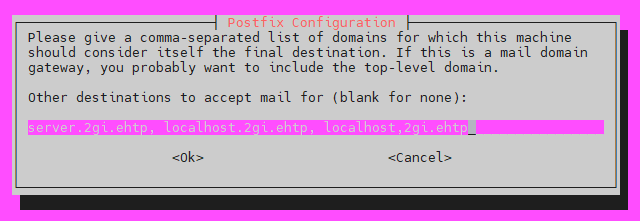 Postfix Configuration
Please give a comma-separated list of domains for which this machine
should consider itself the final destination. If this is a mail domain
gateway, you probably want to include the top-level domain.
Other destinations to accept mail for (blank for none):
server.2gi.ehtp, localhost.2gi.ehtp, localhost,2gi.ehtp_
<Ok> <Cancel>